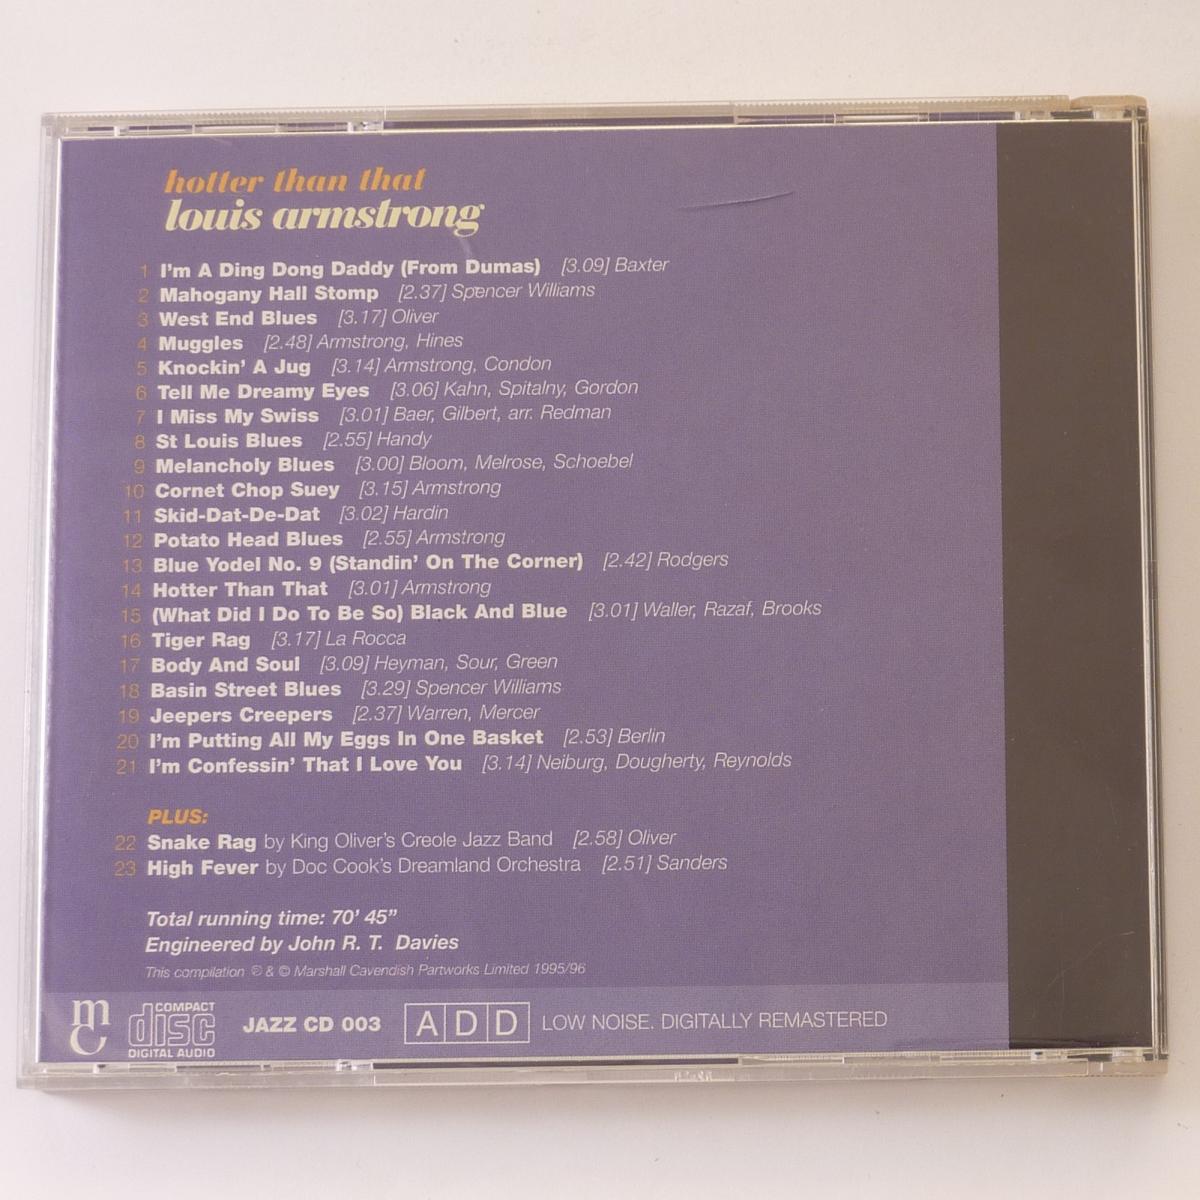 hotter than that
louis armstrong
1 I'm A Ding Dong Daddy (From Dumas) [3.09] Baxter
2 Mahogany Hall Stomp [2.37] Spencer Williams
3 West End Blues [3.17] Oliver
4 Muggles [2.48] Armstrong, Hines
5 Knockin' A Jug [3.14] Armstrong, Condon
6 Tell Me Dreamy Eyes [3.06] Kahn, Spitalny, Gordon
7 I Miss My Swiss [3.01] Baer, Gilbert, arr. Redman
8 St Louis Blues [2.55] Handy
9 Melancholy Blues [3.00] Bloom, Melrose, Schoebel
10 Cornet Chop Suey [3.15] Armstrong
11 Skid-Dat-De-Dat [3.02] Hardin
12 Potato Head Blues [2.55] Armstrong
13 Blue Yodel No. 9 (Standin' On The Corner) [2.42] Rodgers
14 Hotter Than That [3.01] Armstrong
15 (What Did I Do To Be So) Black And Blue [3.01] Waller, Razaf, Brooks
16 Tiger Rag [3.17] La Rocca
17 Body And Soul [3.09] Heyman, Sour, Green
18 Basin Street Blues [3.29] Spencer Williams
19 Jeepers Creepers [2.37] Warren, Mercer
20 I'm Putting All My Eggs In One Basket [2.53] Berlin
21 I'm Confessin' That I Love You [3.14] Neiburg, Dougherty, Reynolds
PLUS:
22 Snake Rag by King Oliver's Creole Jazz Band [2.58] Oliver
23 High Fever by Doc Cook's Dreamland Orchestra [2.51] Sanders
Total running time: 70' 45"
Engineered by John R. T. Davies
This compilation ℗ & © Marshall Cavendish Partworks Limited 1995/96
mc
COMPACT
disc
DIGITAL AUDIO
JAZZ CD 003
ADD
LOW NOISE. DIGITALLY REMASTERED